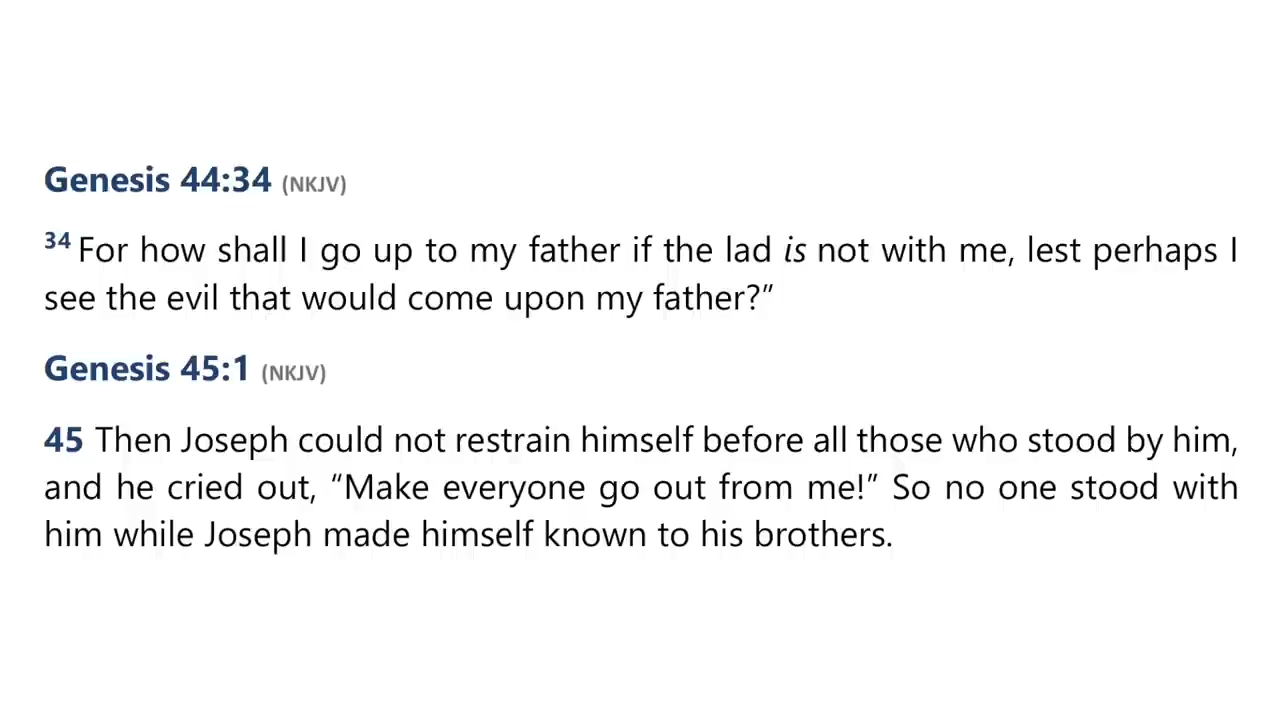 Genesis 44:34 (NKJV)
34 For how shall I go up to my father if the lad is not with me, lest perhaps I
see the evil that would come upon my father?”
Genesis 45:1 (NKJV)
45 Then Joseph could not restrain himself before all those who stood by him,
and he cried out, “Make everyone go out from me!” So no one stood with
him while Joseph made himself known to his brothers.